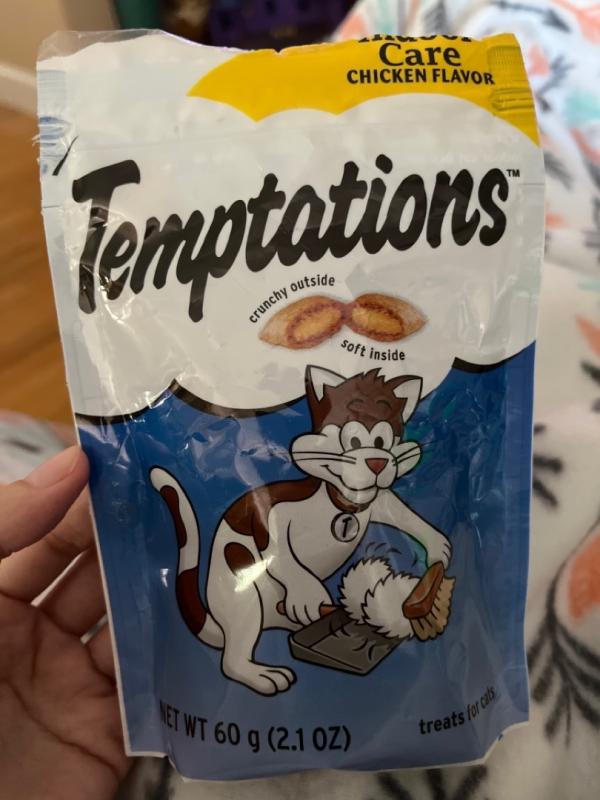 Care
CHICKEN FLAVOR
Temptations™
crunchy outside
soft inside
T
NET WT 60 g (2.1 OZ)
treats for cats